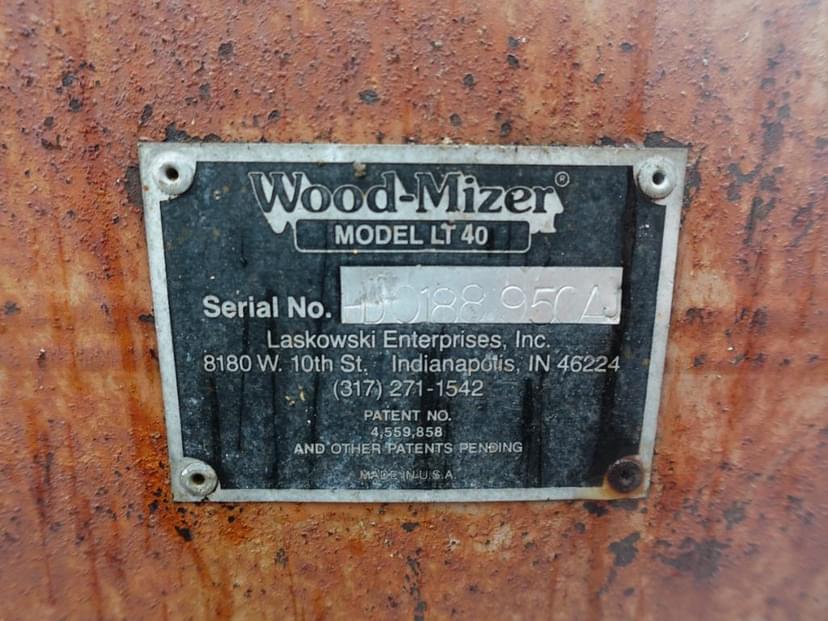 Wood-Mizer®
MODEL LT 40
Serial No.
Laskowski Enterprises, Inc.
8180 W. 10th St. Indianapolis, IN 46224
(317) 271-1542
PATENT NO.
4,559,858
AND OTHER PATENTS PENDING
MADE IN U.S.A.